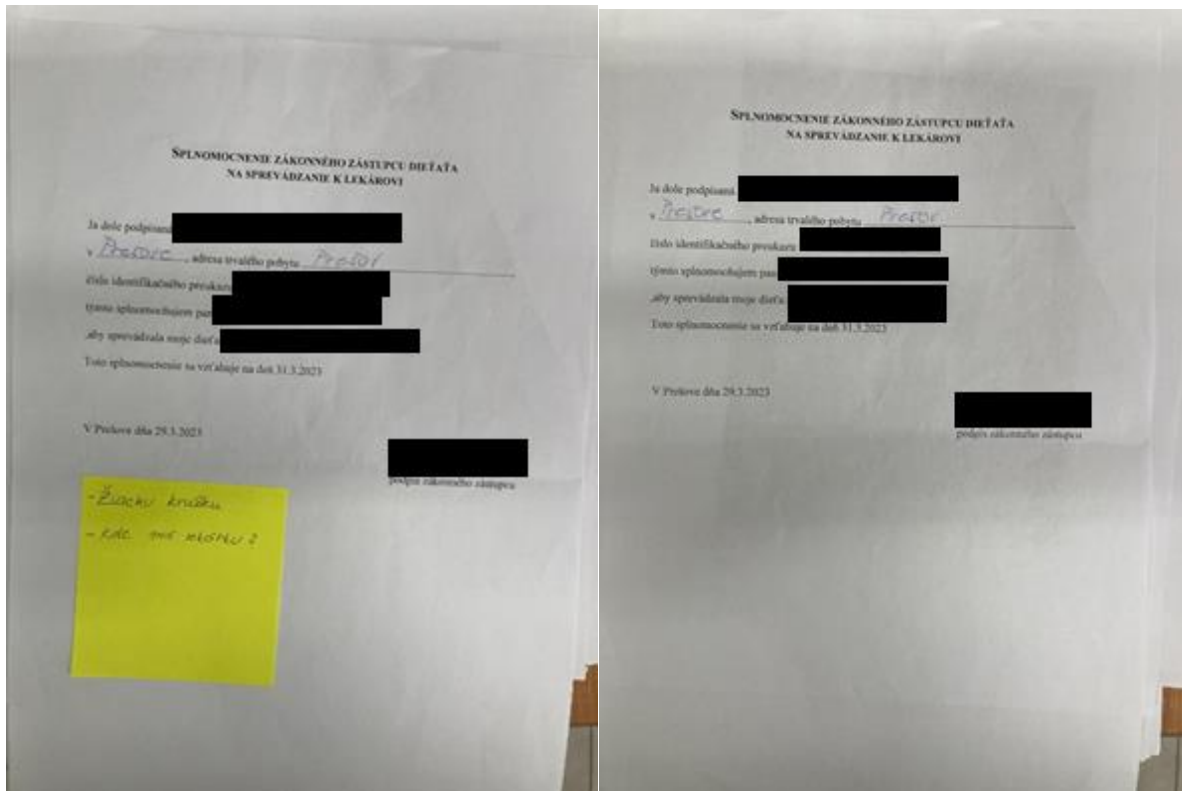 SPLNOMOCNENIE ZÁKONNÉHO ZÁSTUPCU DIEŤAŤA
NA SPREVÁDZANIE K LEKÁROVI
Ja dole podpísaná
v Prešove, adresa trvalého pobytu Prešov
číslo identifikačného preukazu
týmto splnomocňujem pan
,aby sprevádzala moje dieťa
Toto splnomocnenie sa vzťahuje na deň 31.3.2023
V Prešove dňa 29.3.2023
podpis zákonného zástupcu
- knižku
- kde má ?
SPLNOMOCNENIE ZÁKONNÉHO ZÁSTUPCU DIEŤAŤA
NA SPREVÁDZANIE K LEKÁROVI
Ja dole podpísaná
v Prešove, adresa trvalého pobytu Prešov
číslo identifikačného preukazu
týmto splnomocňujem pan
,aby sprevádzala moje dieťa
Toto splnomocnenie sa vzťahuje na deň 31.3.2023
V Prešove dňa 29.3.2023
podpis zákonného zástupcu